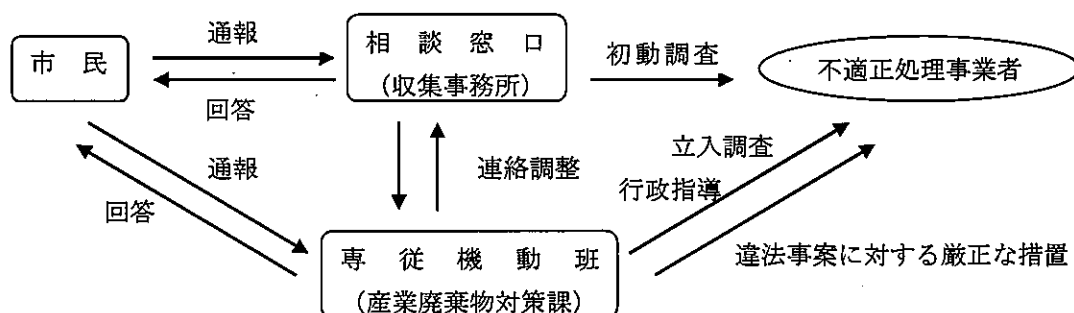 通報
市 民
相 談 窓 口
(収集事務所)
初動調査
不適正処理事業者
回答
通報
連絡調整
立入調査
行政指導
回答
専 従 機 動 班
(産業廃棄物対策課)
違法事案に対する厳正な措置